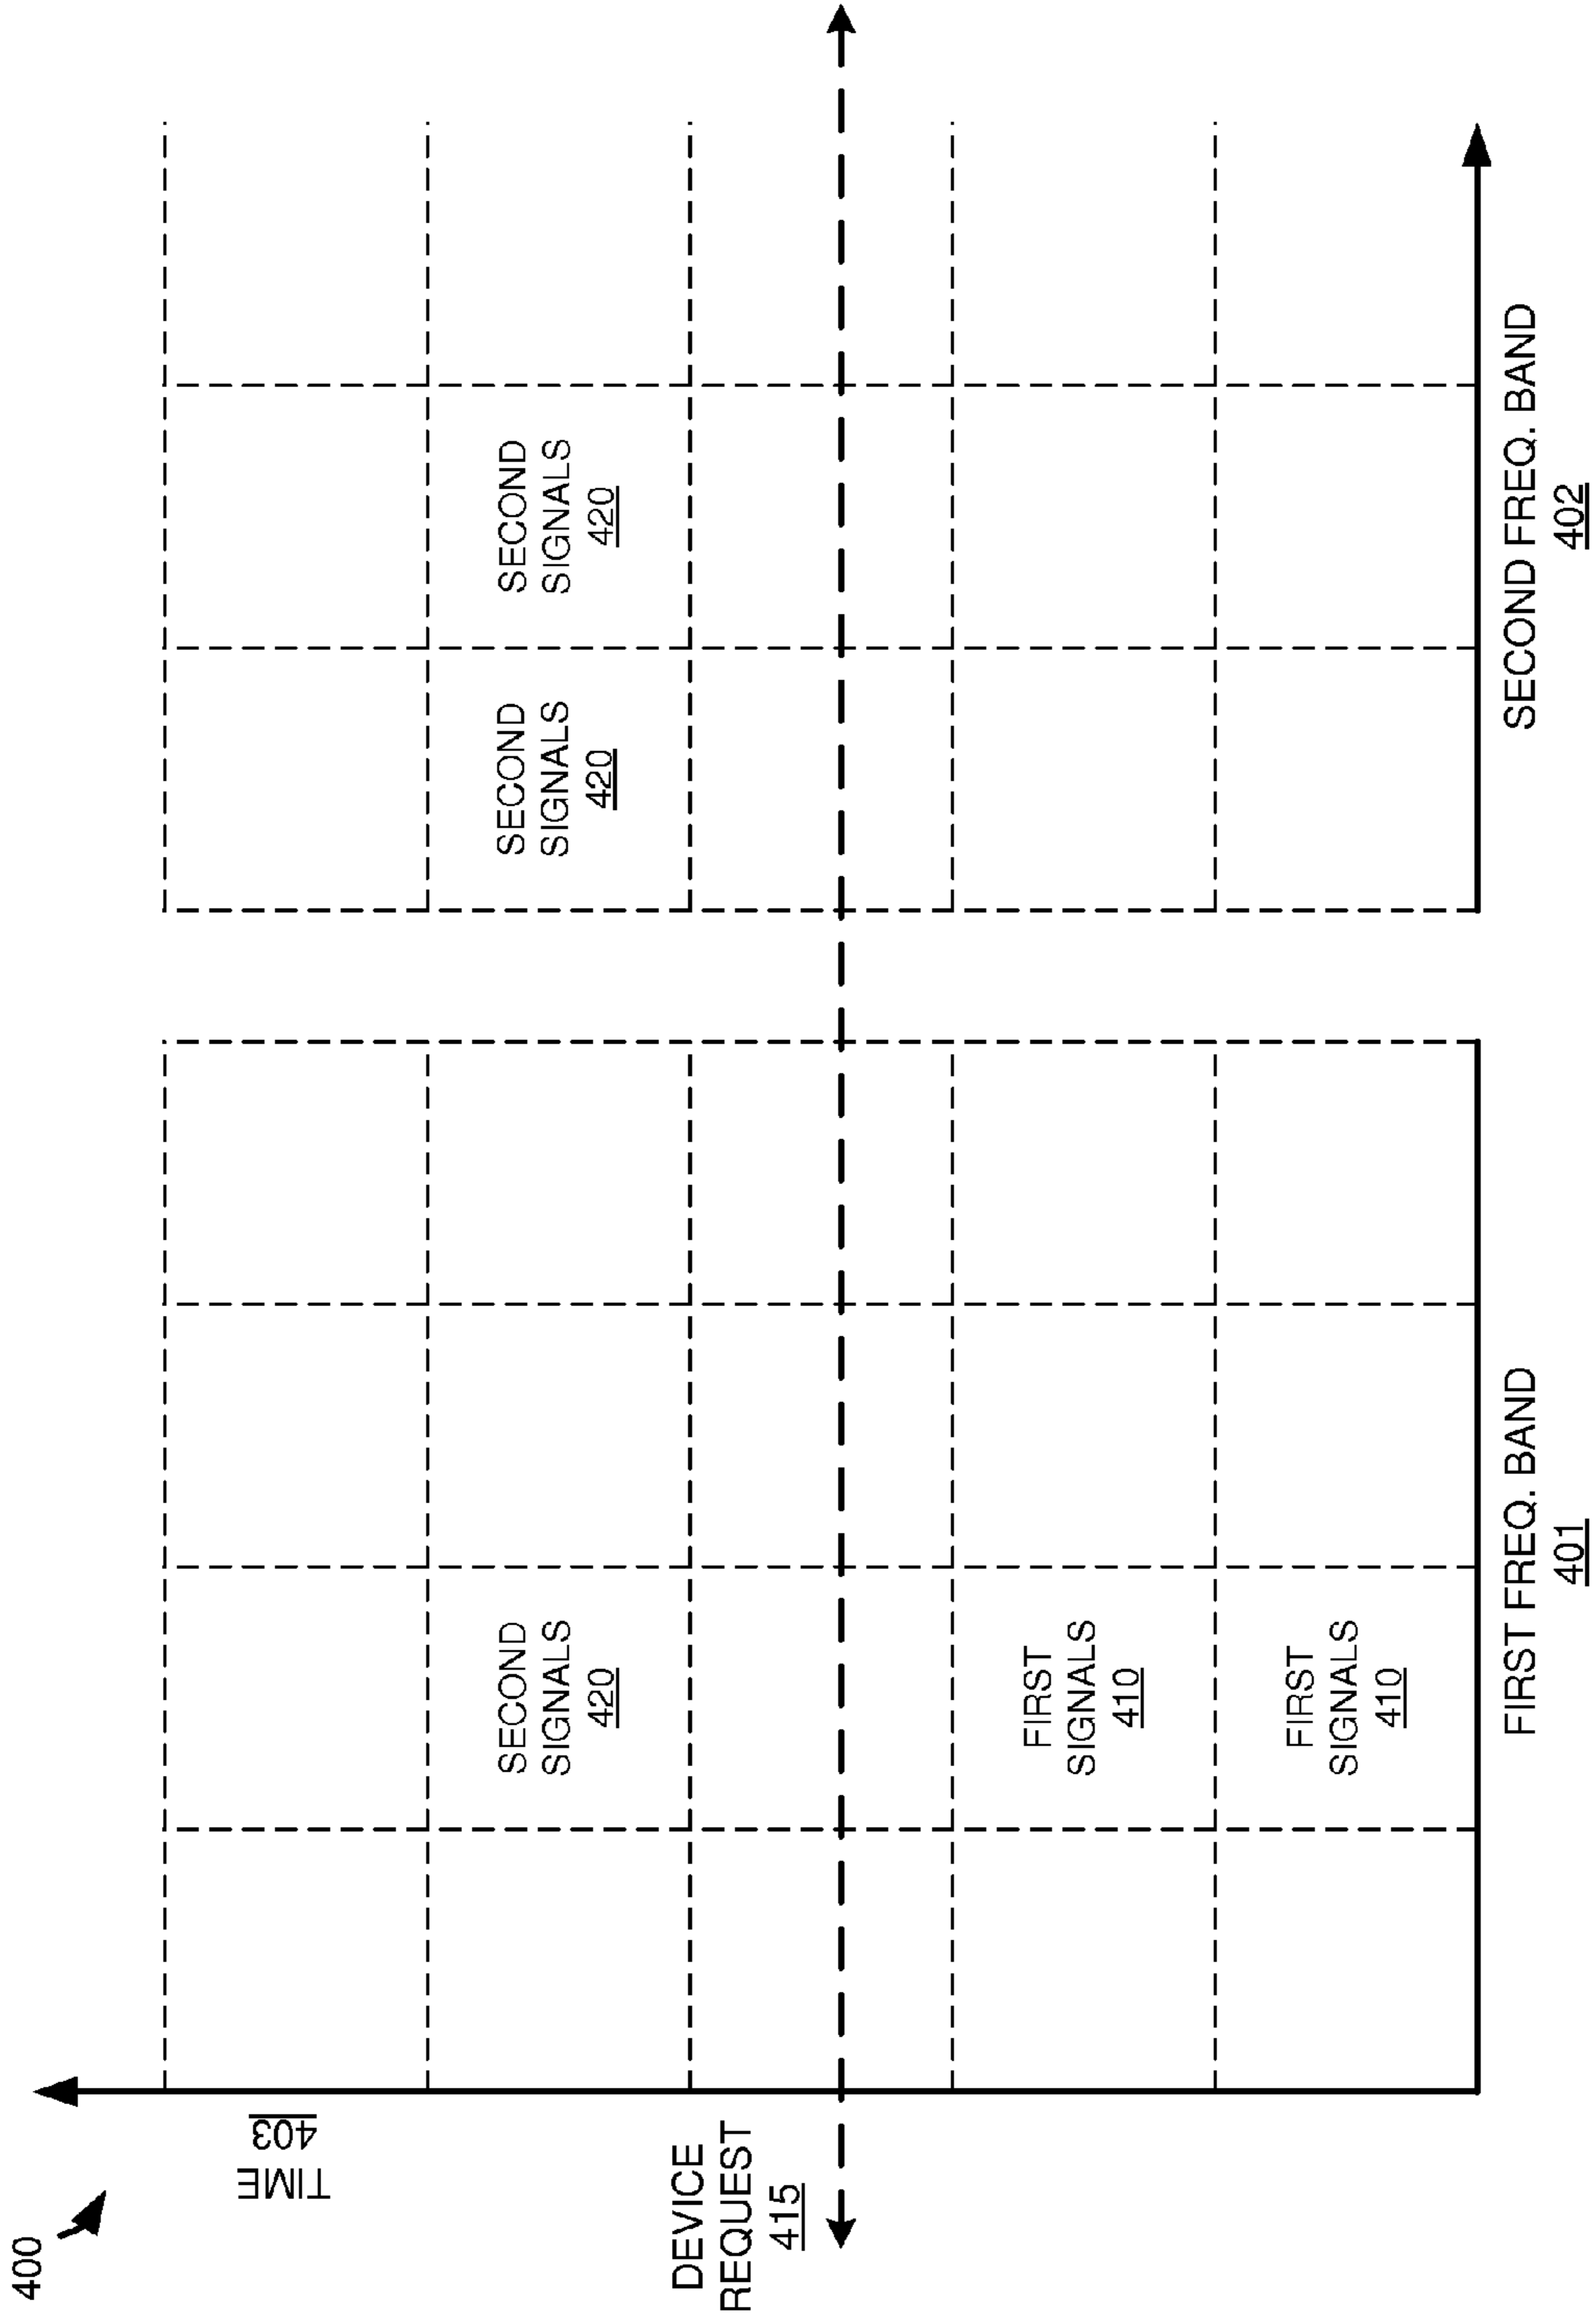 400
TIME
403
SECOND
SIGNALS
420
SECOND
SIGNALS
420
SECOND
SIGNALS
420
DEVICE
REQUEST
415
FIRST
SIGNALS
410
FIRST
SIGNALS
410
FIRST FREQ. BAND
401
SECOND FREQ. BAND
402